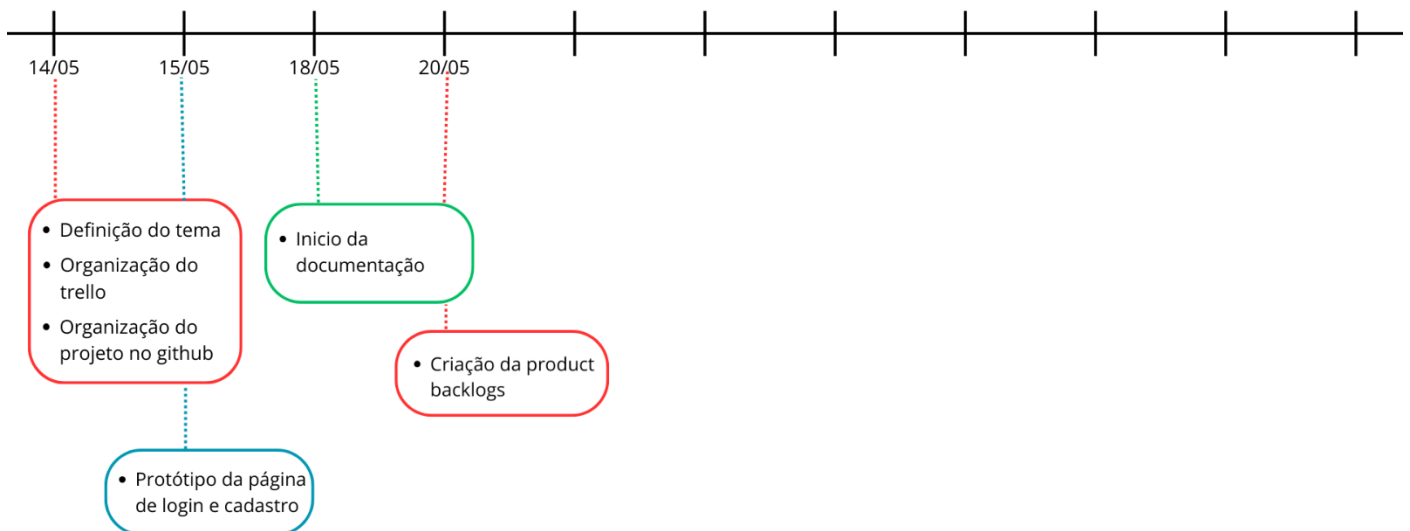 14/05
15/05
18/05
20/05
• Definição do tema
• Organização do
trello
• Organização do
projeto no github
• Inicio da
documentação
• Criação da product
backlogs
• Protótipo da página
de login e cadastro